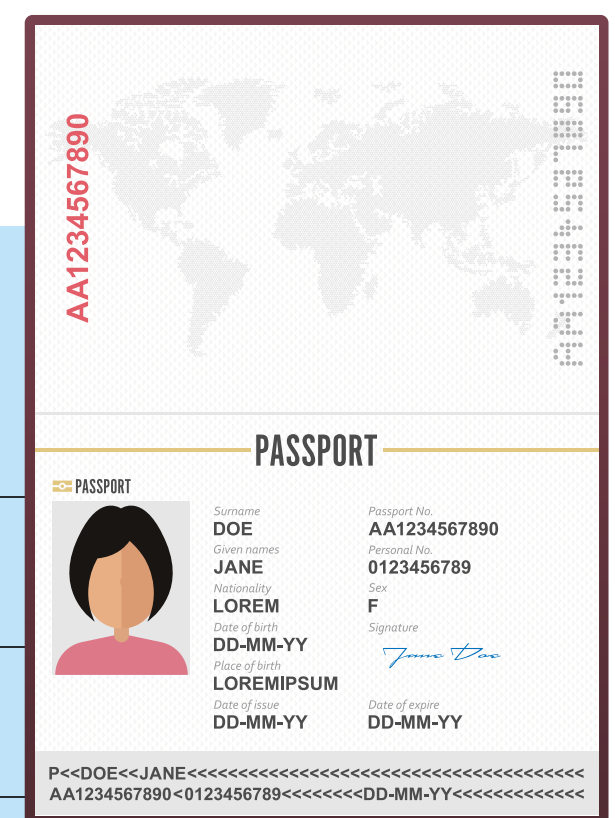 AA1234567890
PASSPORT
PASSPORT
Surname
DOE
Passport No.
AA1234567890
Given names
JANE
Personal No.
0123456789
Nationality
LOREM
Sex
F
Date of birth
DD-MM-YY
Signature
Jane Doe
Place of birth
LOREMIPSUM
Date of issue
DD-MM-YY
Date of expire
DD-MM-YY
P<<DOE<<JANE<<<<<<<<<<<<<<<<<<<<<<<<<<<<<<<
AA1234567890<0123456789<<<<<<<<DD-MM-YY<<<<<<<<<<<<<